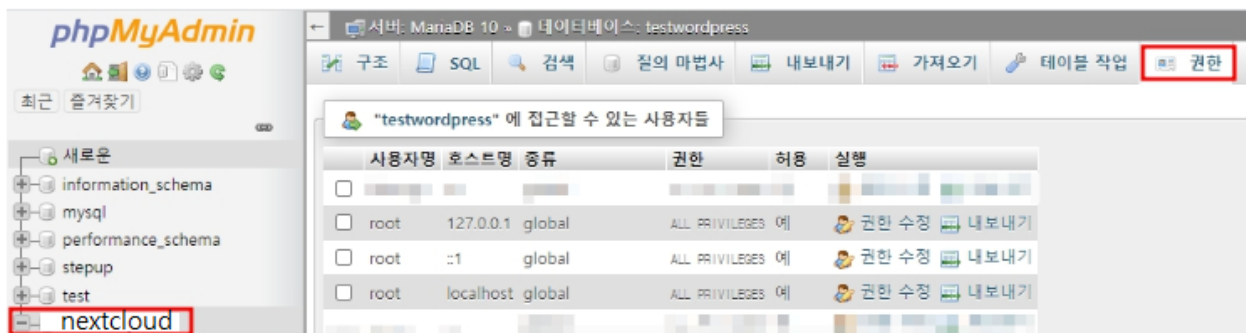 phpMyAdmin
← 서버: MariaDB 10 » 데이터베이스: testwordpress
구조 SQL 검색 질의 마법사 내보내기 가져오기 테이블 작업 권한
최근 즐겨찾기
"testwordpress" 에 접근할 수 있는 사용자들
새로운
information_schema
mysql
performance_schema
stepup
test
nextcloud
사용자명 호스트명 종류 권한 허용 실행
root 127.0.0.1 global ALL PRIVILEGES 예 권한 수정 내보내기
root ::1 global ALL PRIVILEGES 예 권한 수정 내보내기
root localhost global ALL PRIVILEGES 예 권한 수정 내보내기